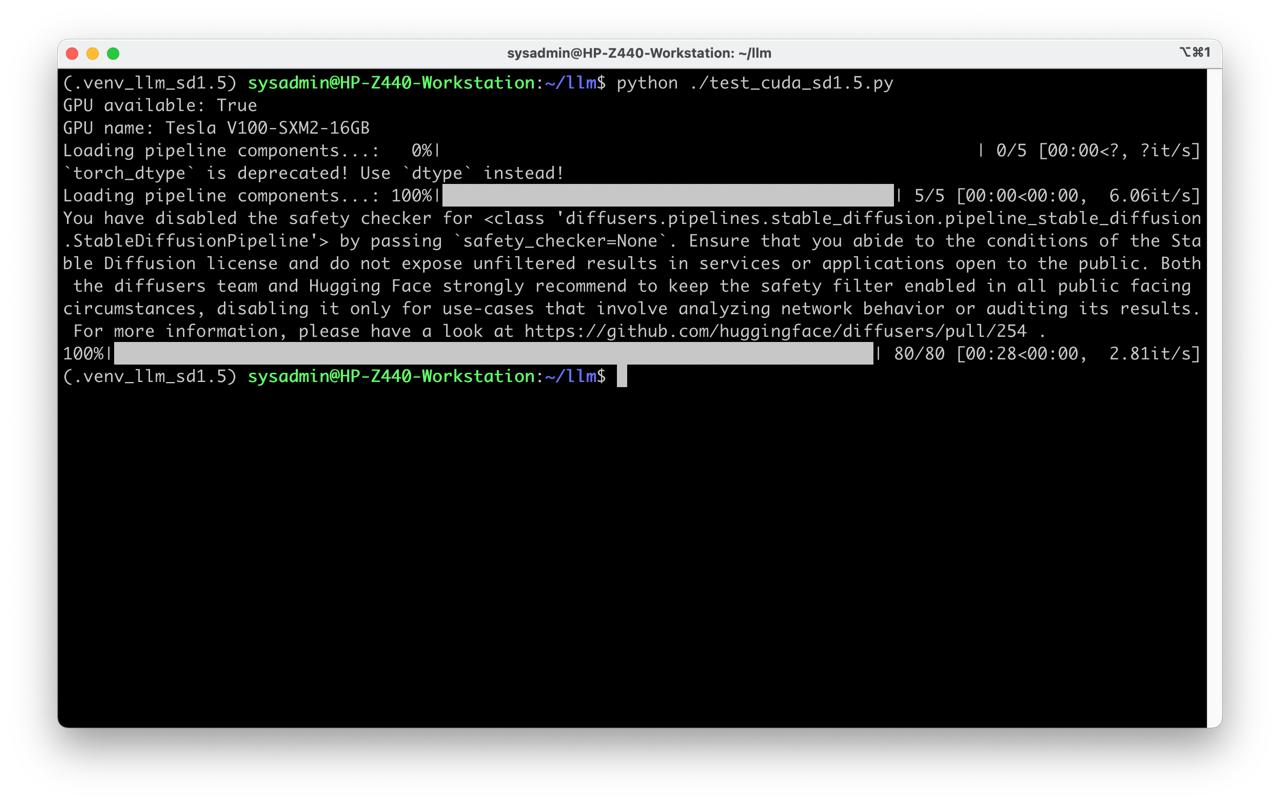 sysadmin@HP-Z440-Workstation: ~/llm
⌥⌘1
(.venv_llm_sd1.5) sysadmin@HP-Z440-Workstation:~/llm$ python ./test_cuda_sd1.5.py
GPU available: True
GPU name: Tesla V100-SXM2-16GB
Loading pipeline components...:   0%|          | 0/5 [00:00<?, ?it/s]
`torch_dtype` is deprecated! Use `dtype` instead!
Loading pipeline components...: 100%|██████████| 5/5 [00:00<00:00,  6.06it/s]
You have disabled the safety checker for <class 'diffusers.pipelines.stable_diffusion.pipeline_stable_diffusion
.StableDiffusionPipeline'> by passing `safety_checker=None`. Ensure that you abide to the conditions of the Sta
ble Diffusion license and do not expose unfiltered results in services or applications open to the public. Both
 the diffusers team and Hugging Face strongly recommend to keep the safety filter enabled in all public facing
circumstances, disabling it only for use-cases that involve analyzing network behavior or auditing its results.
 For more information, please have a look at https://github.com/huggingface/diffusers/pull/254 .
100%|██████████| 80/80 [00:28<00:00,  2.81it/s]
(.venv_llm_sd1.5) sysadmin@HP-Z440-Workstation:~/llm$